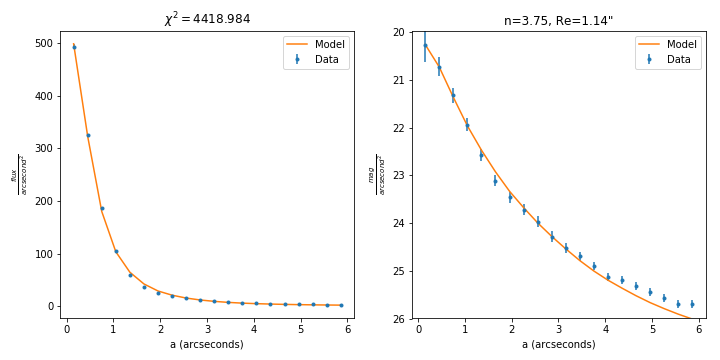 χ² = 4418.984
Model
Data
500
400
300
200
100
0
flux
arcsecond²
0 1 2 3 4 5 6
a (arcseconds)
n=3.75, Re=1.14"
Model
Data
20
21
22
23
24
25
26
mag
arcsecond²
0 1 2 3 4 5 6
a (arcseconds)